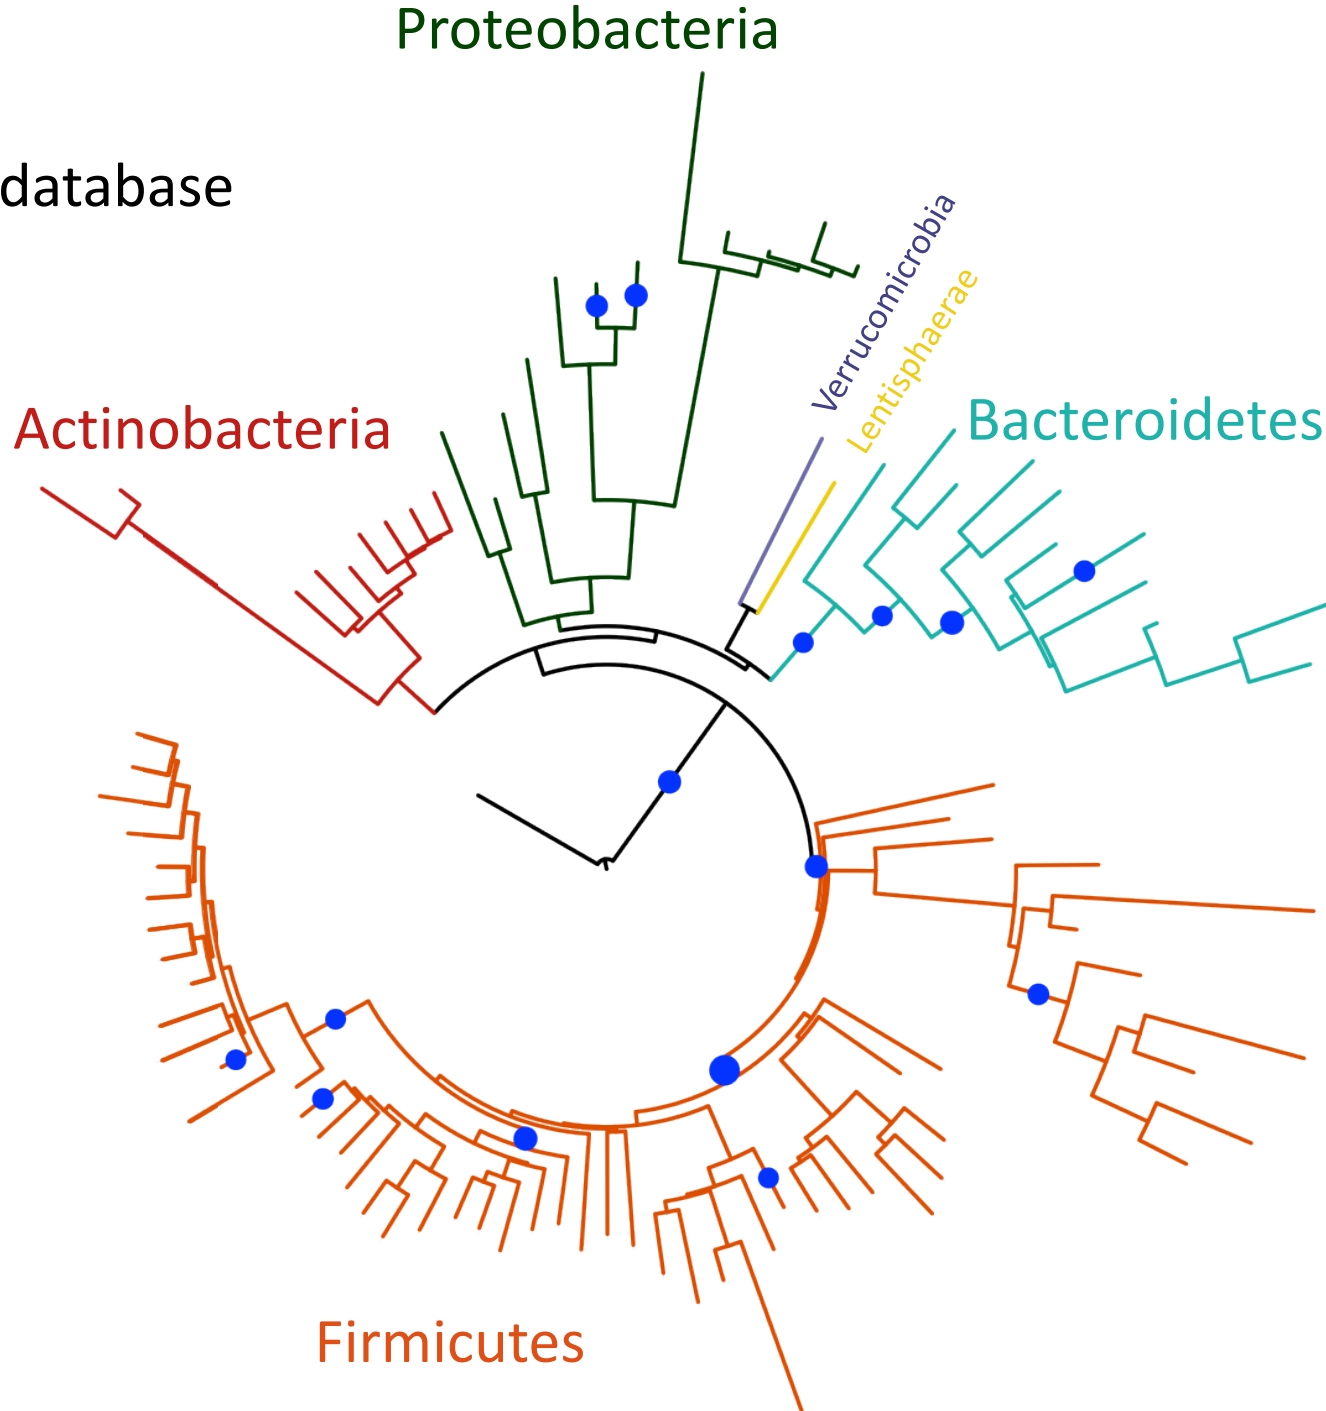 Proteobacteria
database
Verrucomicrobia
Lentisphaerae
Bacteroidetes
Actinobacteria
Firmicutes